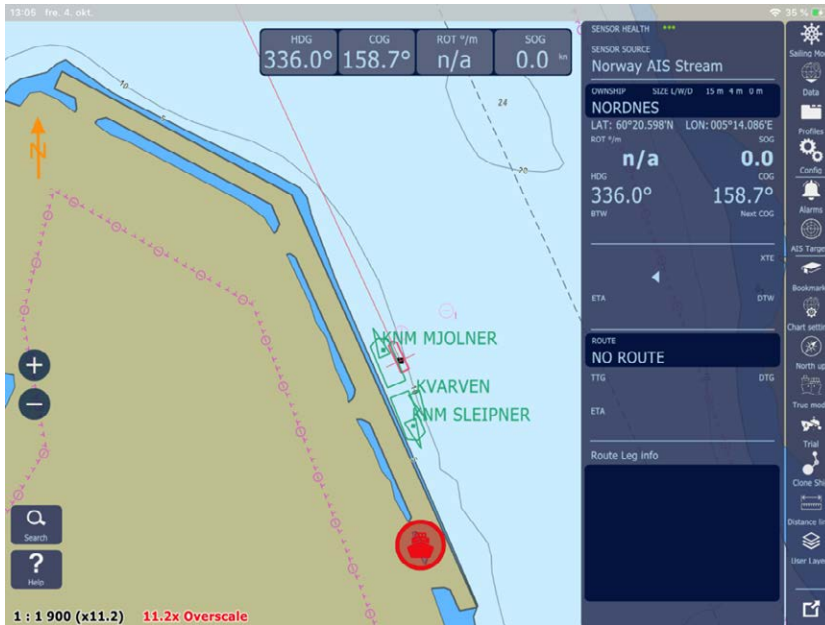 13:05 fre. 4. okt.
35 %
HDG
336.0°
COG
158.7°
ROT °/m
n/a
SOG
0.0 kn
10
24
20
N
1
KNM MJOLNER
KVARVEN
KNM SLEIPNER
+
−
Search
?
Help
1 : 1 900 (x11.2) 11.2x Overscale
SENSOR HEALTH ***
SENSOR SOURCE
Norway AIS Stream
OWNSHIP SIZE L/W/D 15 m 4 m 0 m
NORDNES
LAT: 60°20.598'N LON: 005°14.086'E
ROT °/m SOG
n/a 0.0
HDG COG
336.0° 158.7°
BTW Next COG
XTE
ETA DTW
ROUTE
NO ROUTE
TTG DTG
ETA
Route Leg info
Sailing Mo
Data
Profiles
Config
Alarms
AIS Targe
Bookmark
Chart settin
North up
True mod
Trial
Clone Shi
Distance lin
User Laye